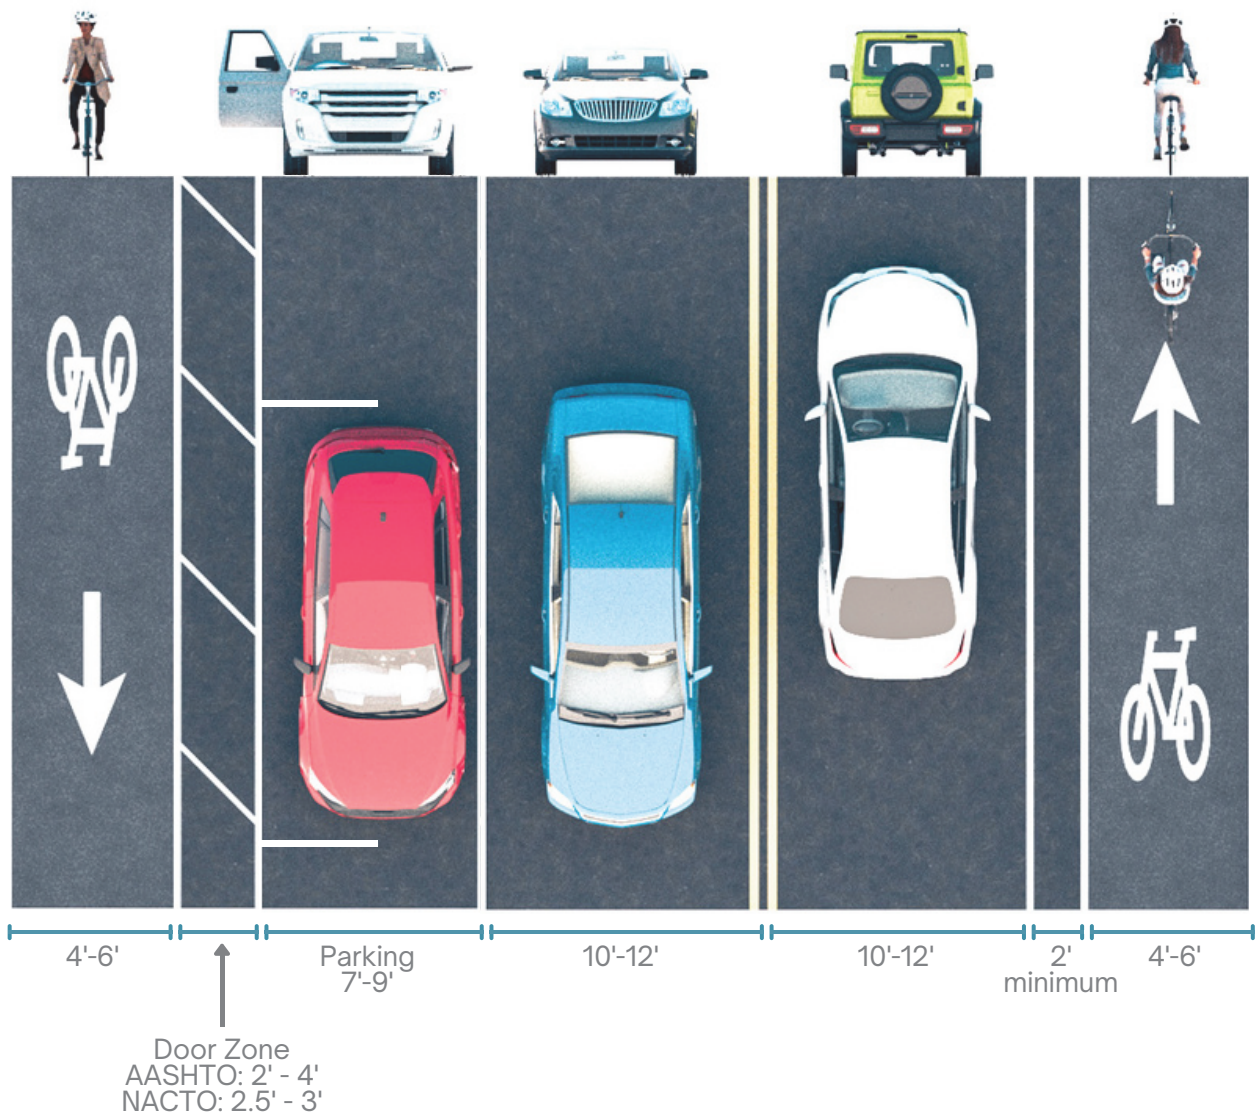 4'-6'
Parking
7'-9'
10'-12'
10'-12'
2'
minimum
4'-6'
Door Zone
AASHTO: 2' - 4'
NACTO: 2.5' - 3'